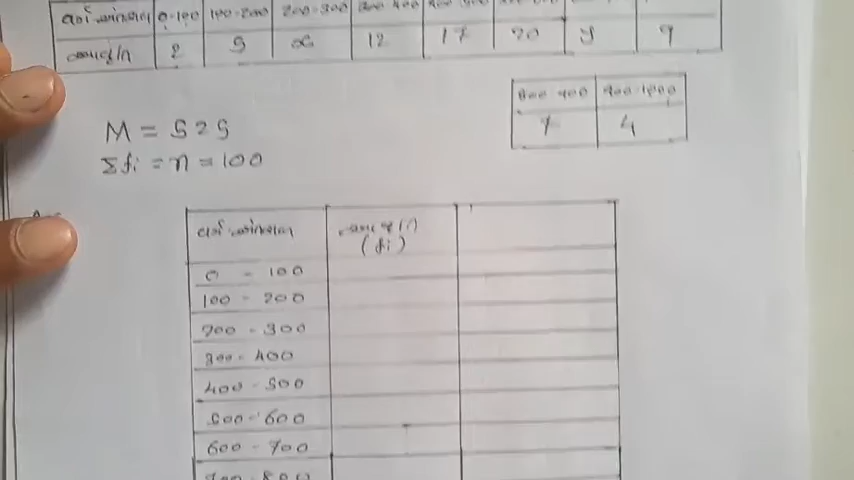 વર્ગ અંતરાલ 0-100 100-200 200-300 300-400
આવૃત્તિ 2 5 x 12 17 20 y 9
800-900 900-1000
7 4
M = 525
Σfi = n = 100
વર્ગ અંતરાલ આવૃત્તિ
(fi)
0 - 100
100 - 200
200 - 300
300 - 400
400 - 500
500 - 600
600 - 700
700 - 800